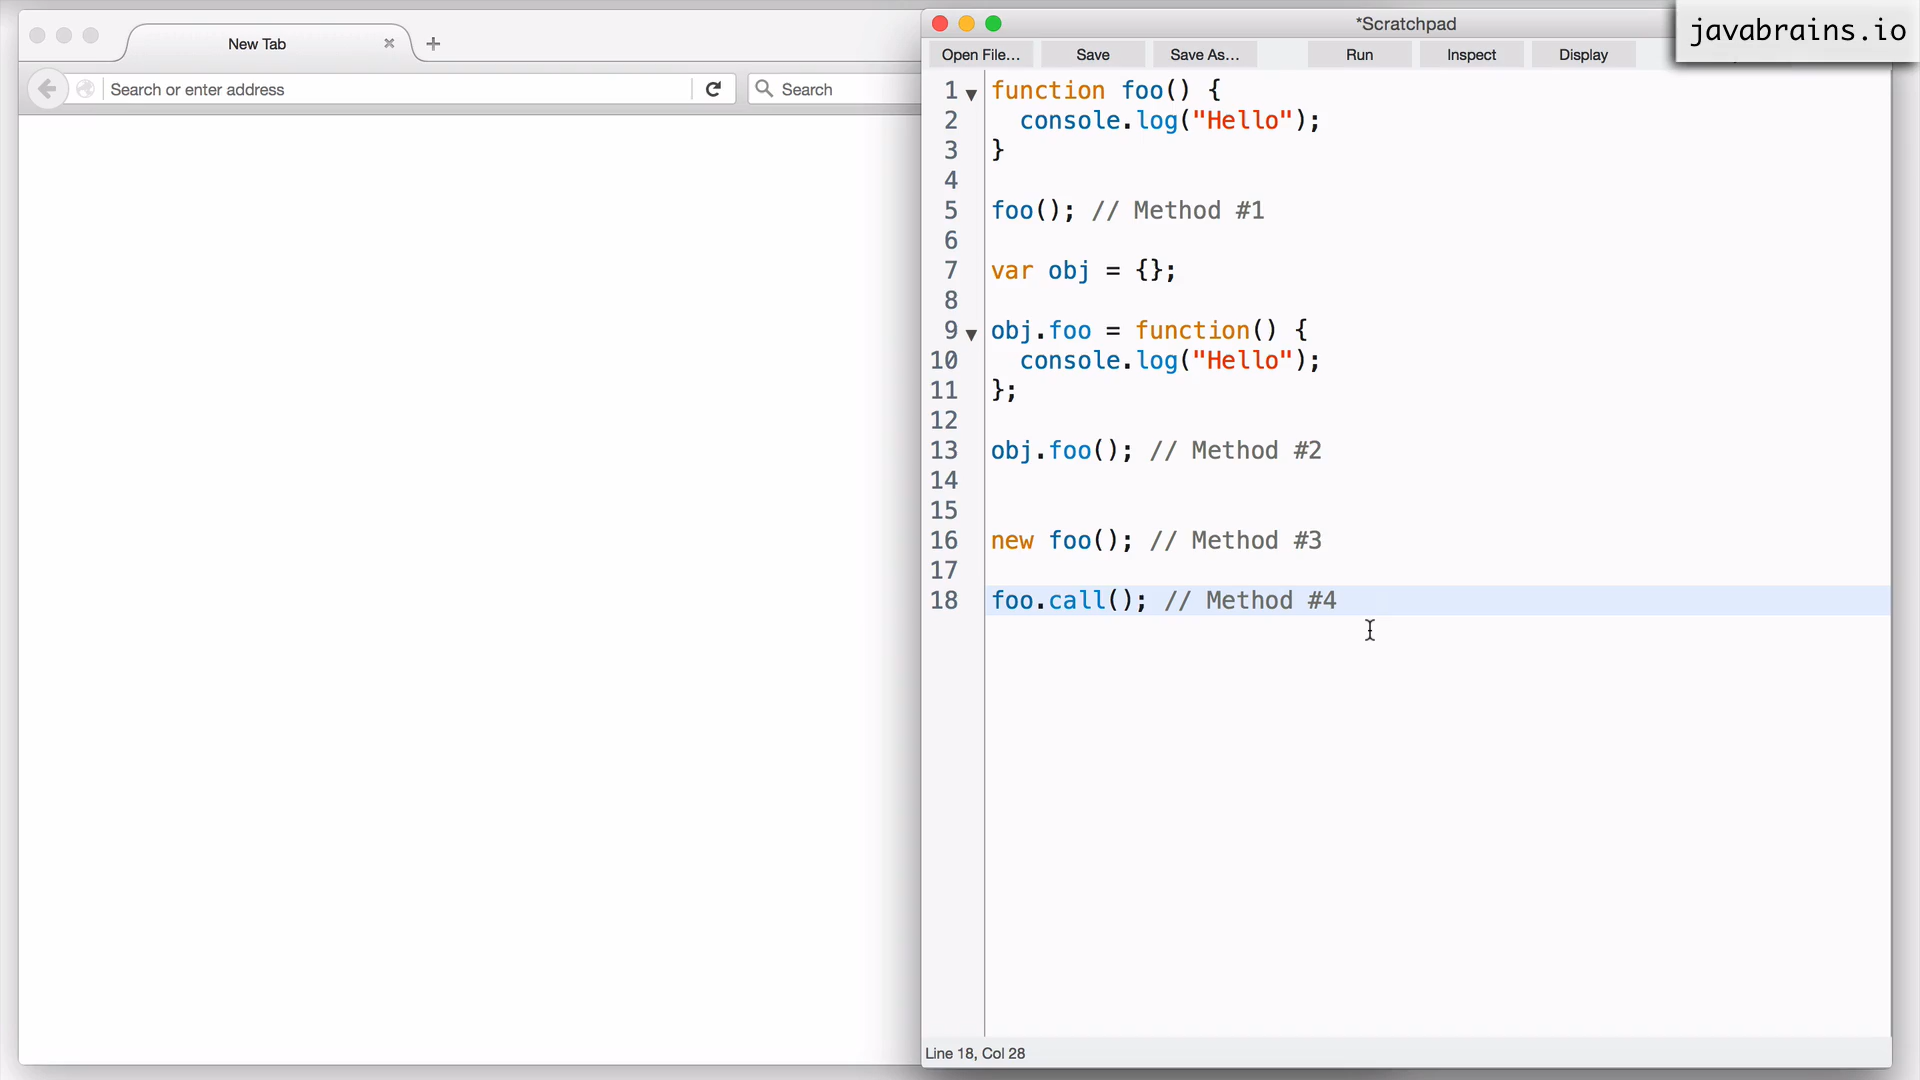 New Tab
Search or enter address
Search
*Scratchpad
javabrains.io
Open File... Save Save As... Run Inspect Display
1 function foo() {
2   console.log("Hello");
3 }
4
5 foo(); // Method #1
6
7 var obj = {};
8
9 obj.foo = function() {
10   console.log("Hello");
11 };
12
13 obj.foo(); // Method #2
14
15
16 new foo(); // Method #3
17
18 foo.call(); // Method #4
Line 18, Col 28